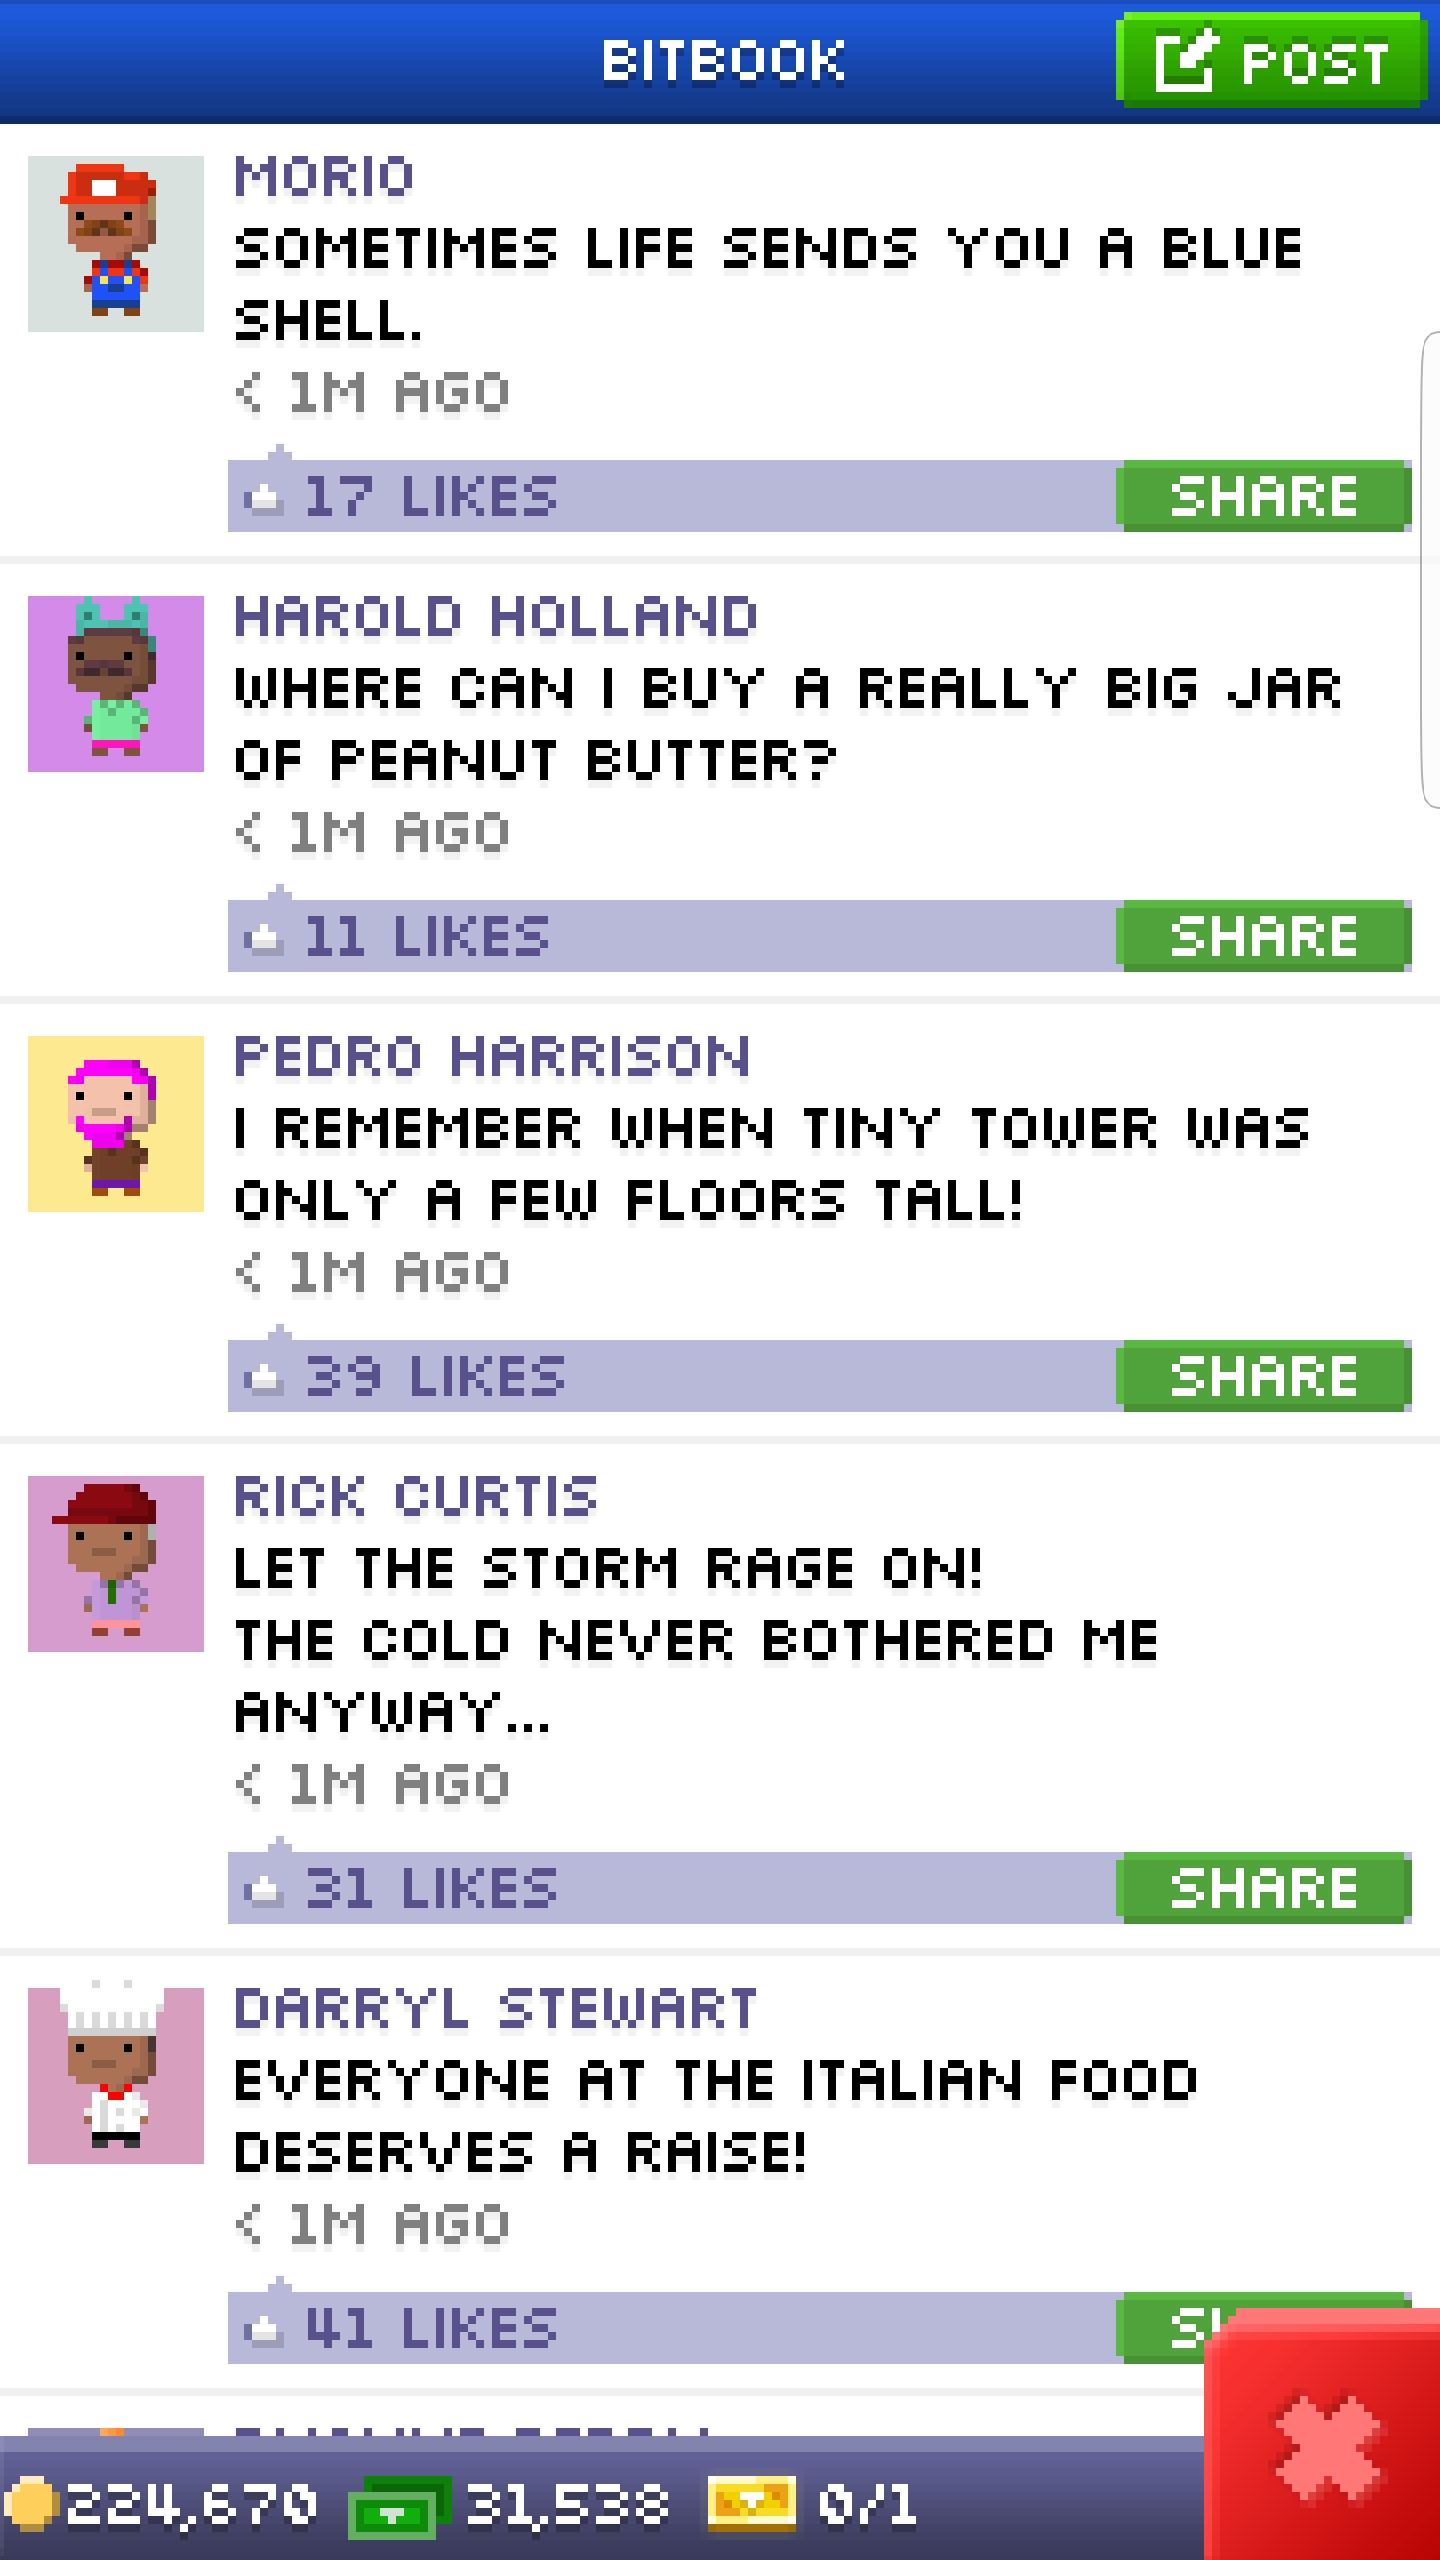 BITBOOK
POST
MORIO
SOMETIMES LIFE SENDS YOU A BLUE
SHELL.
< 1M AGO
17 LIKES
SHARE
HAROLD HOLLAND
WHERE CAN I BUY A REALLY BIG JAR
OF PEANUT BUTTER?
< 1M AGO
11 LIKES
SHARE
PEDRO HARRISON
I REMEMBER WHEN TINY TOWER WAS
ONLY A FEW FLOORS TALL!
< 1M AGO
39 LIKES
SHARE
RICK CURTIS
LET THE STORM RAGE ON!
THE COLD NEVER BOTHERED ME
ANYWAY...
< 1M AGO
31 LIKES
SHARE
DARRYL STEWART
EVERYONE AT THE ITALIAN FOOD
DESERVES A RAISE!
< 1M AGO
41 LIKES
224,670
31,538
0/1